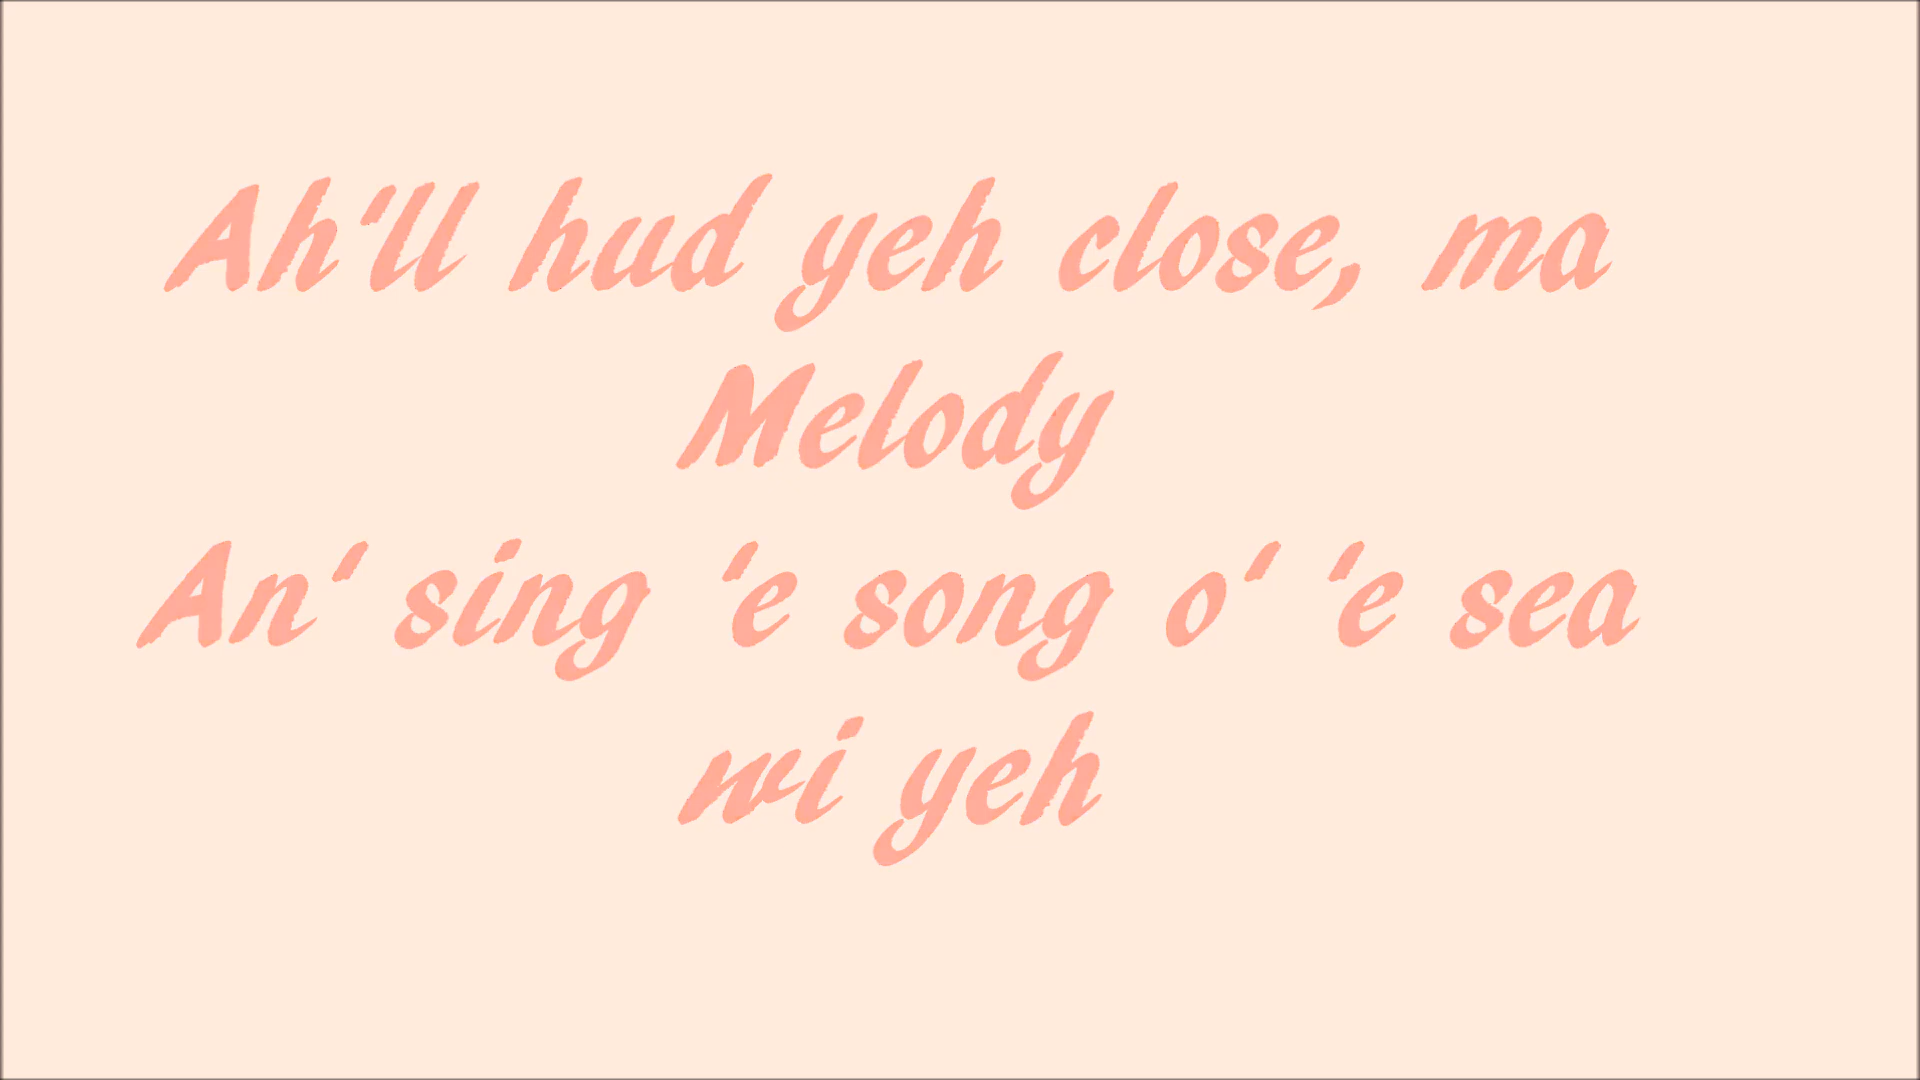 Ah'll hud yeh close, ma
Melody
An' sing 'e song o' 'e sea
wi yeh